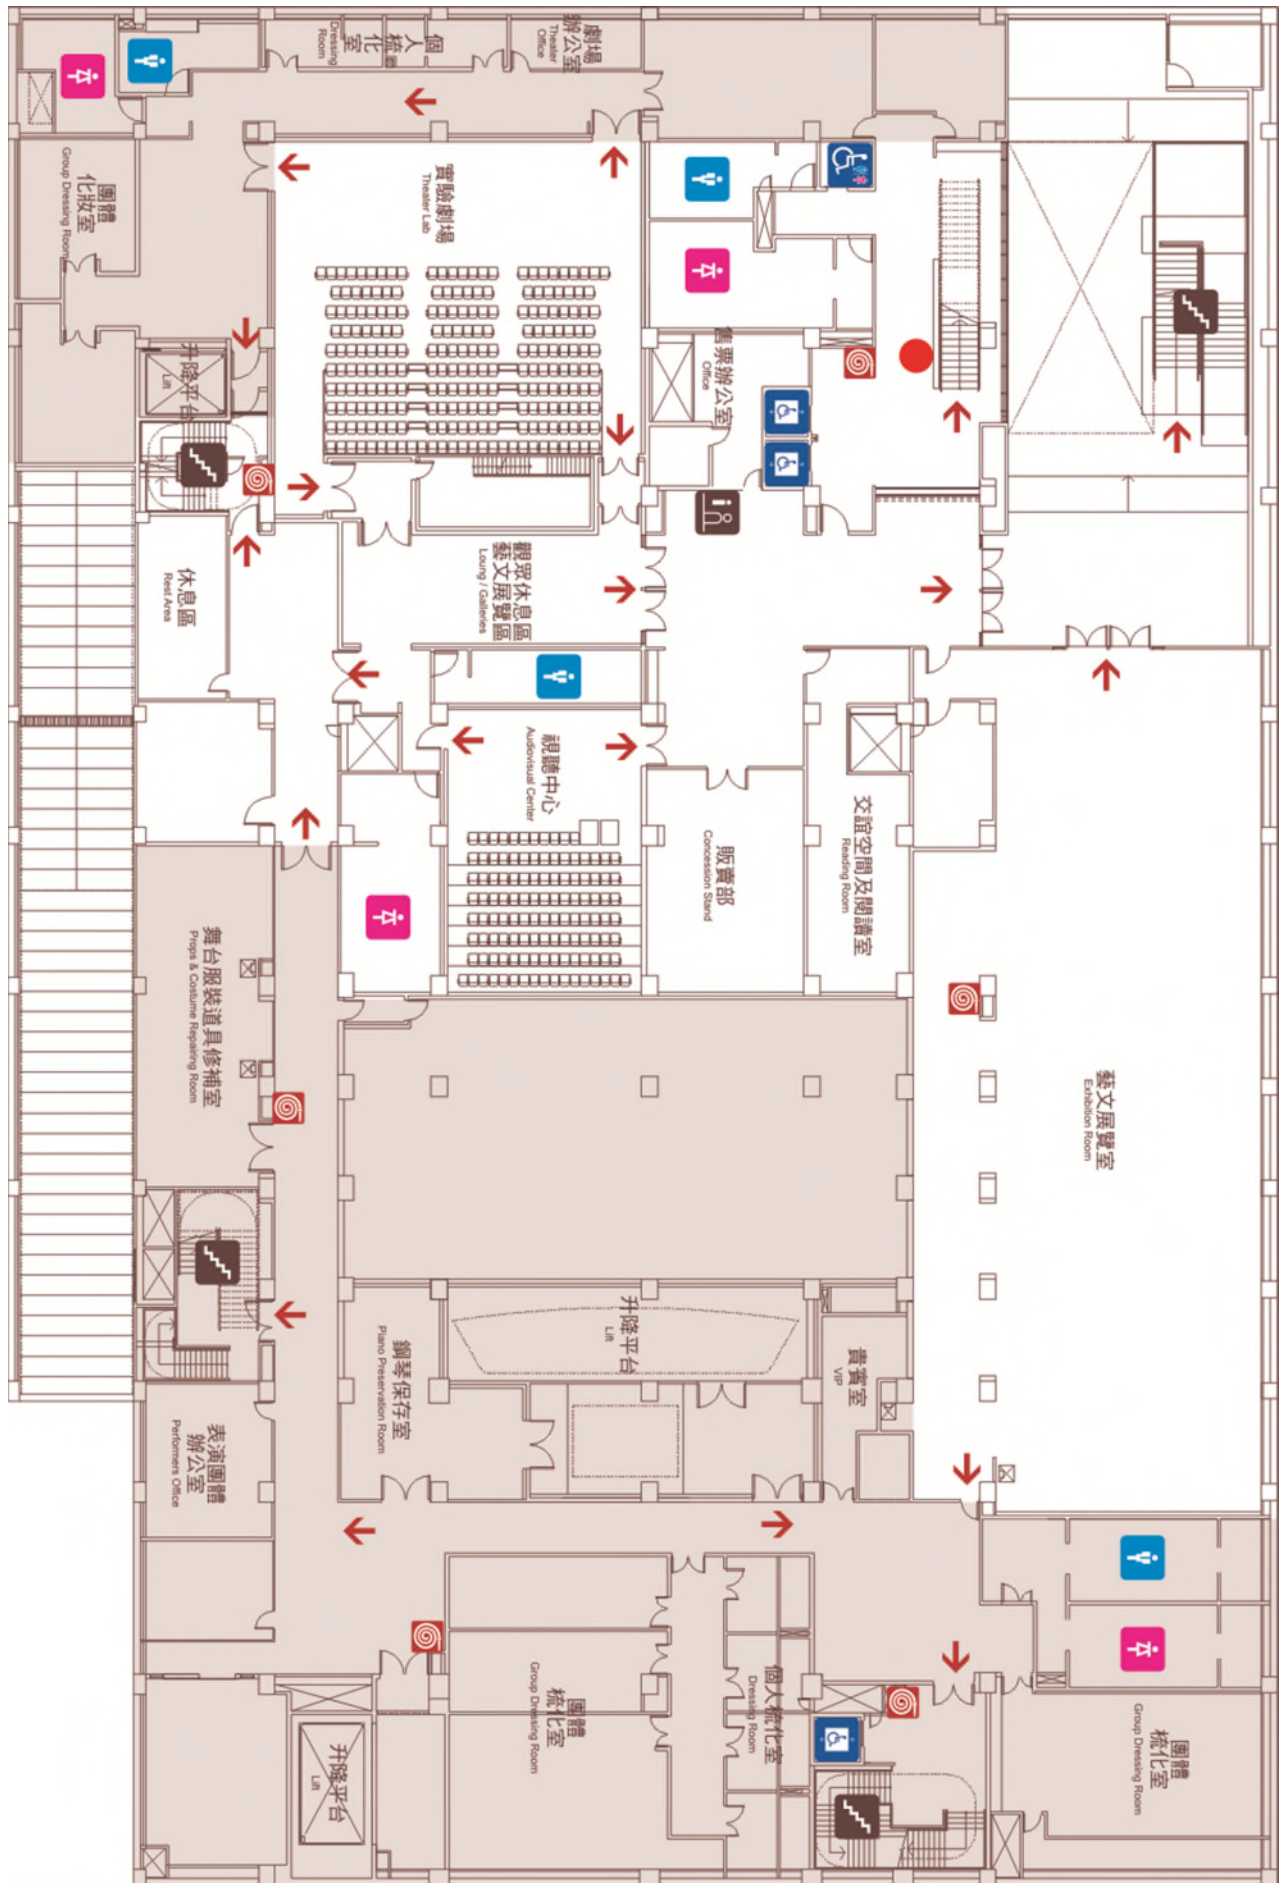 劇場
辦公室
Theater
Office
個人梳化室
Dressing
Room
團體
化妝室
Group Dressing Room
實驗劇場
Theater Lab
升降平台
Lift
售票辦公室
Office
休息區
Rest Area
觀眾休息區
藝文展覽區
Loung / Galleries
視聽中心
Audiovisual Center
販賣部
Concession Stand
交誼空間及閱讀室
Reading Room
舞台服裝道具修補室
Props & Costume Repairing Room
藝文展覽室
Exhibition Room
升降平台
Lift
鋼琴保存室
Piano Preservation Room
貴賓室
VIP
表演團體
辦公室
Performers Office
團體
梳化室
Group Dressing Room
個人梳化室
Dressing Room
團體
梳化室
Group Dressing Room
升降平台
Lift